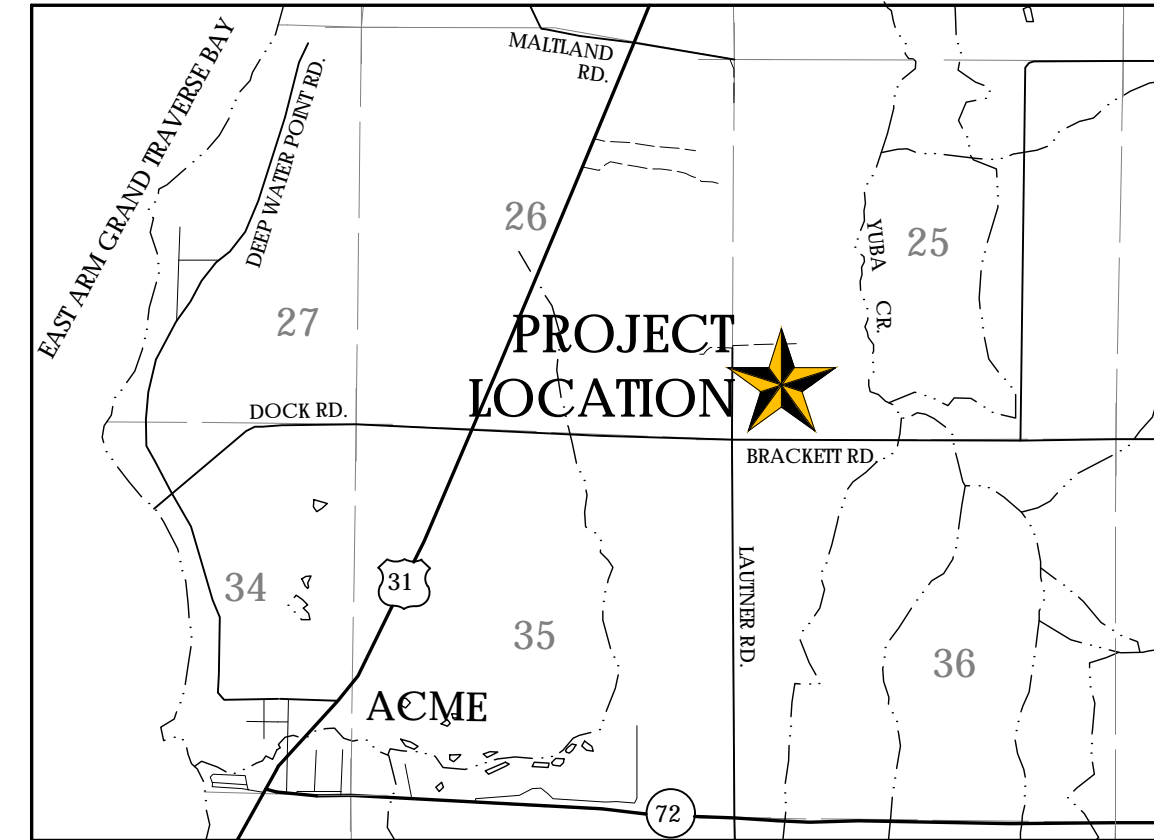 MALTLAND
RD.
EAST ARM GRAND TRAVERSE BAY
DEEP WATER POINT RD.
26
25
YUBA
CR.
27
PROJECT
LOCATION
DOCK RD.
BRACKETT RD.
31
34
35
LAUTNER RD.
36
ACME
72